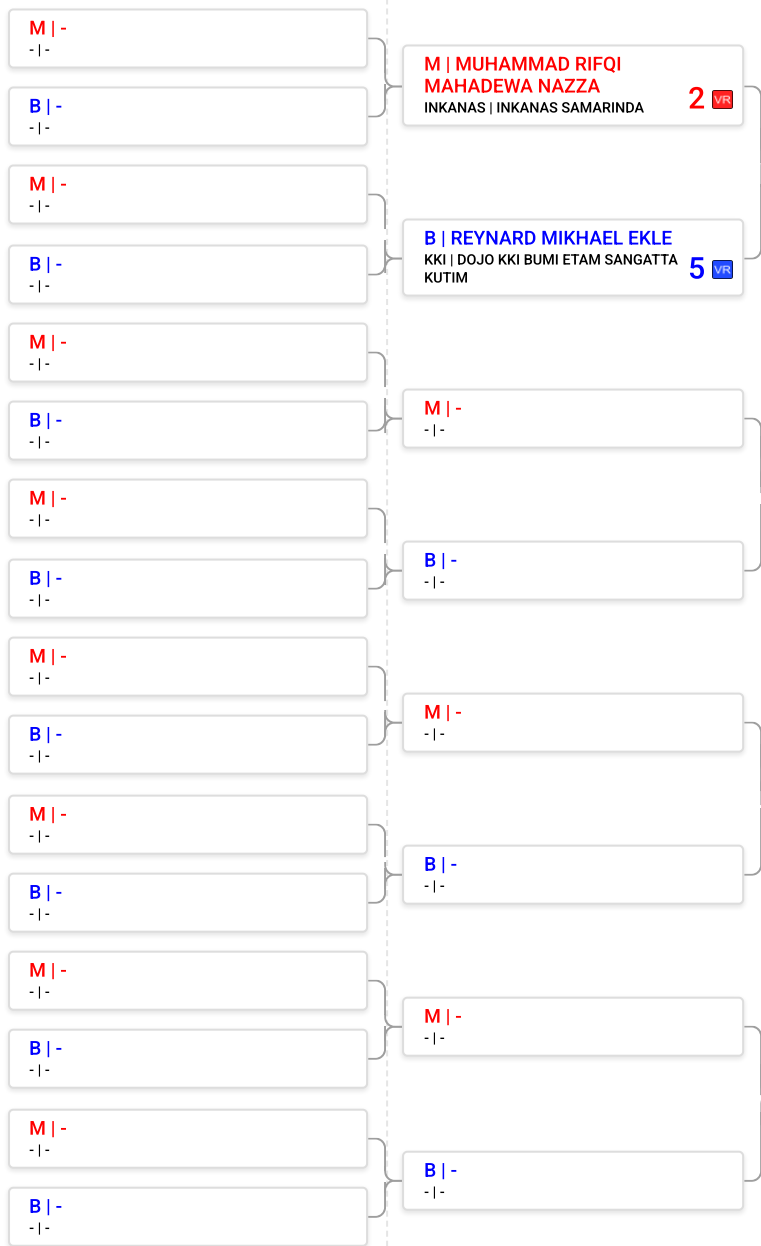 M | -
- | -
B | -
- | -
M | -
- | -
B | -
- | -
M | -
- | -
B | -
- | -
M | -
- | -
B | -
- | -
M | -
- | -
B | -
- | -
M | -
- | -
B | -
- | -
M | -
- | -
B | -
- | -
M | -
- | -
B | -
- | -
M | MUHAMMAD RIFQI
MAHADEWA NAZZA
INKANAS | INKANAS SAMARINDA
2 VR
B | REYNARD MIKHAEL EKLE
KKI | DOJO KKI BUMI ETAM SANGATTA
KUTIM
5 VR
M | -
- | -
B | -
- | -
M | -
- | -
B | -
- | -
M | -
- | -
B | -
- | -